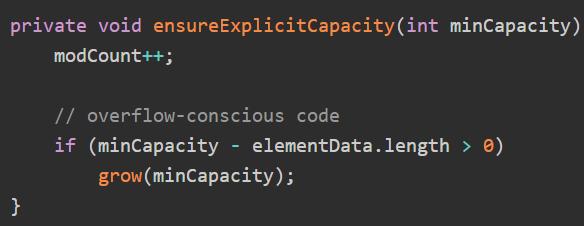 private void ensureExplicitCapacity(int minCapacity)
    modCount++;

    // overflow-conscious code
    if (minCapacity - elementData.length > 0)
        grow(minCapacity);
}